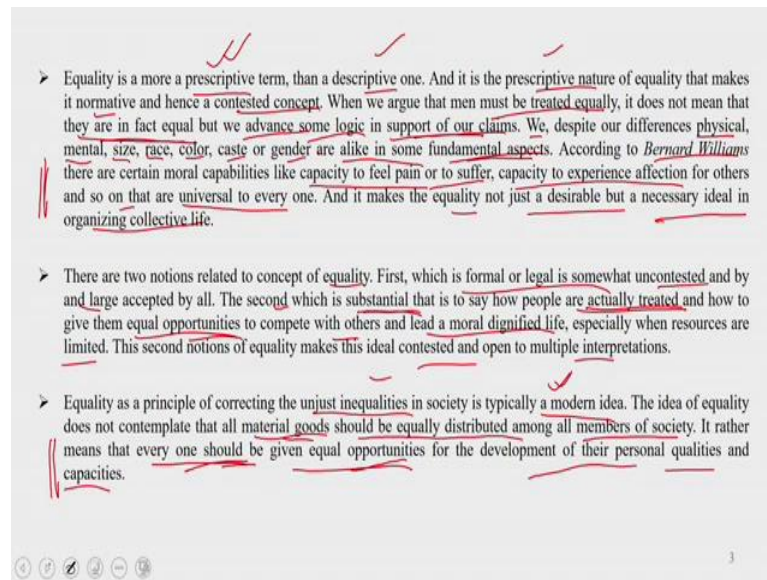 ➢ Equality is a more a prescriptive term, than a descriptive one. And it is the prescriptive nature of equality that makes
it normative and hence a contested concept. When we argue that men must be treated equally, it does not mean that
they are in fact equal but we advance some logic in support of our claims. We, despite our differences physical,
mental, size, race, color, caste or gender are alike in some fundamental aspects. According to Bernard Williams
there are certain moral capabilities like capacity to feel pain or to suffer, capacity to experience affection for others
and so on that are universal to every one. And it makes the equality not just a desirable but a necessary ideal in
organizing collective life.
➢ There are two notions related to concept of equality. First, which is formal or legal is somewhat uncontested and by
and large accepted by all. The second which is substantial that is to say how people are actually treated and how to
give them equal opportunities to compete with others and lead a moral dignified life, especially when resources are
limited. This second notions of equality makes this ideal contested and open to multiple interpretations.
➢ Equality as a principle of correcting the unjust inequalities in society is typically a modern idea. The idea of equality
does not contemplate that all material goods should be equally distributed among all members of society. It rather
means that every one should be given equal opportunities for the development of their personal qualities and
capacities.
3